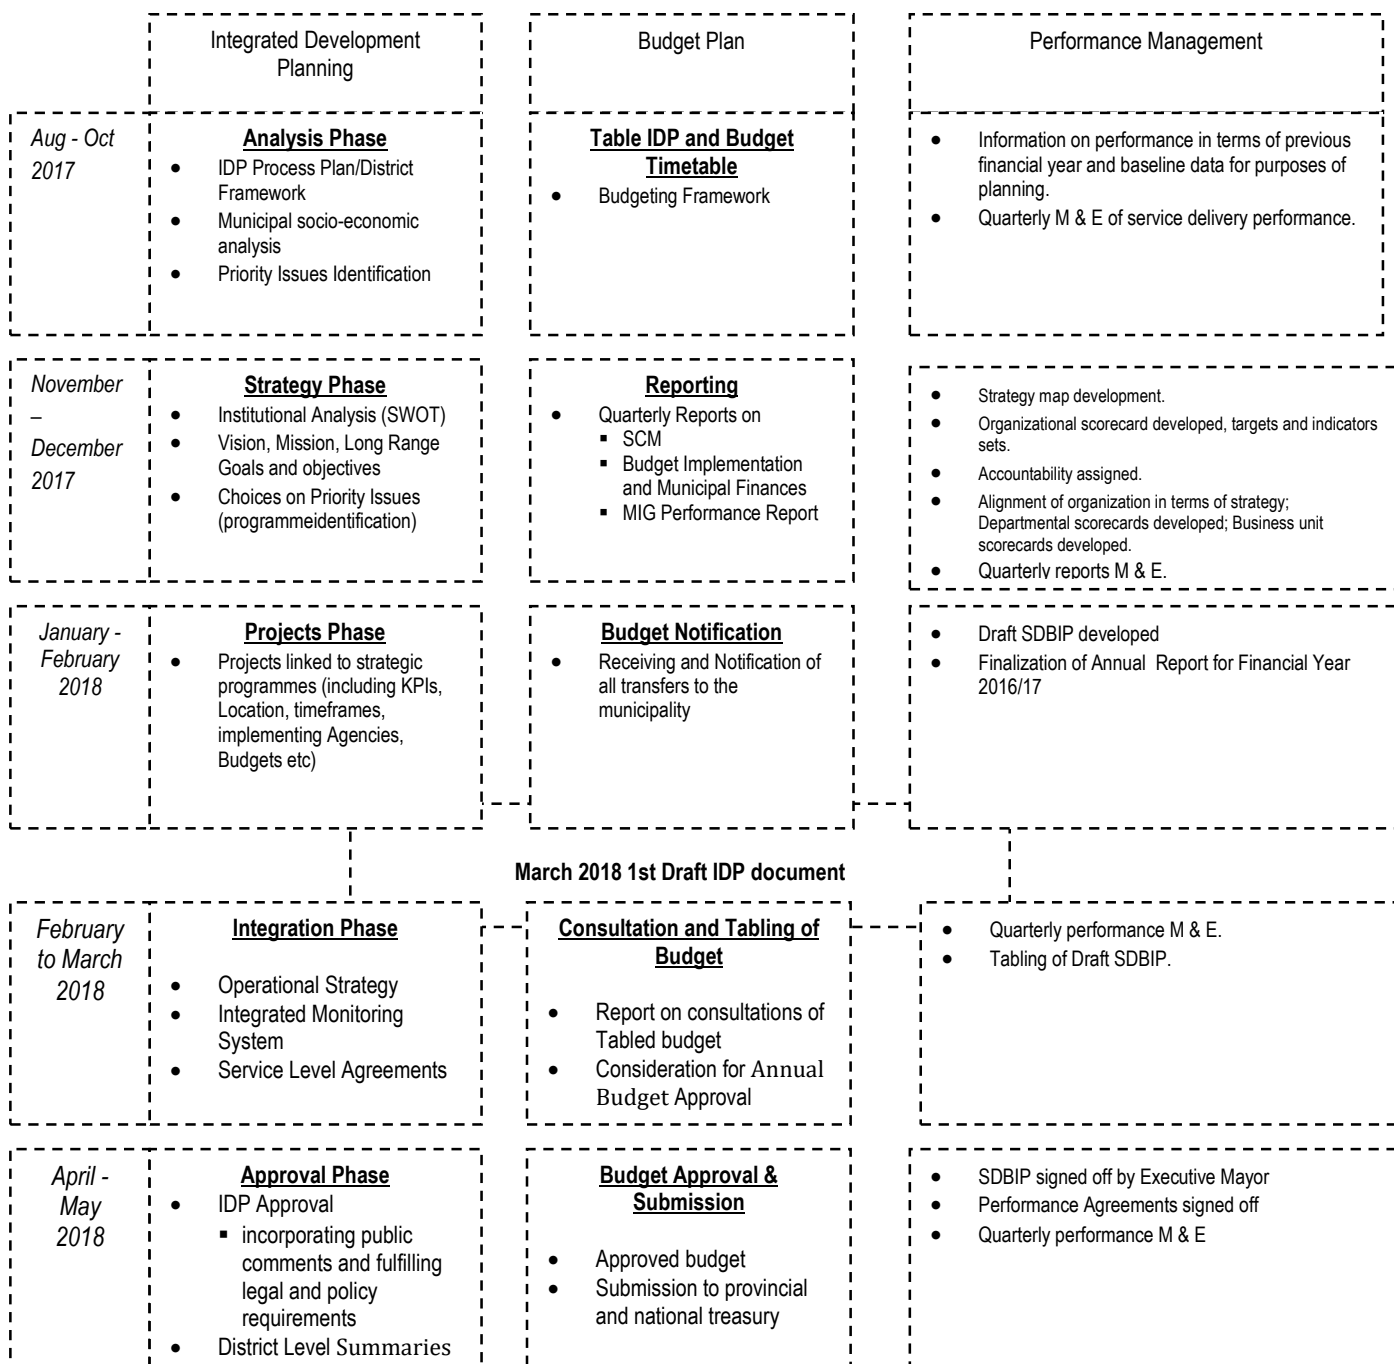 Integrated Development
Planning
Budget Plan
Performance Management
Aug - Oct
2017
Analysis Phase
● IDP Process Plan/District
Framework
● Municipal socio-economic
analysis
● Priority Issues Identification
Table IDP and Budget
Timetable
● Budgeting Framework
● Information on performance in terms of previous
financial year and baseline data for purposes of
planning.
● Quarterly M & E of service delivery performance.
November
–
December
2017
Strategy Phase
● Institutional Analysis (SWOT)
● Vision, Mission, Long Range
Goals and objectives
● Choices on Priority Issues
(programmeidentification)
Reporting
● Quarterly Reports on
▪ SCM
▪ Budget Implementation
and Municipal Finances
▪ MIG Performance Report
● Strategy map development.
● Organizational scorecard developed, targets and indicators
sets.
● Accountability assigned.
● Alignment of organization in terms of strategy;
Departmental scorecards developed; Business unit
scorecards developed.
● Quarterly reports M & E.
January -
February
2018
Projects Phase
● Projects linked to strategic
programmes (including KPIs,
Location, timeframes,
implementing Agencies,
Budgets etc)
Budget Notification
● Receiving and Notification of
all transfers to the
municipality
● Draft SDBIP developed
● Finalization of Annual Report for Financial Year
2016/17
March 2018 1st Draft IDP document
February
to March
2018
Integration Phase
● Operational Strategy
● Integrated Monitoring
System
● Service Level Agreements
Consultation and Tabling of
Budget
● Report on consultations of
Tabled budget
● Consideration for Annual
Budget Approval
● Quarterly performance M & E.
● Tabling of Draft SDBIP.
April -
May
2018
Approval Phase
● IDP Approval
▪ incorporating public
comments and fulfilling
legal and policy
requirements
● District Level Summaries
Budget Approval &
Submission
● Approved budget
● Submission to provincial
and national treasury
● SDBIP signed off by Executive Mayor
● Performance Agreements signed off
● Quarterly performance M & E